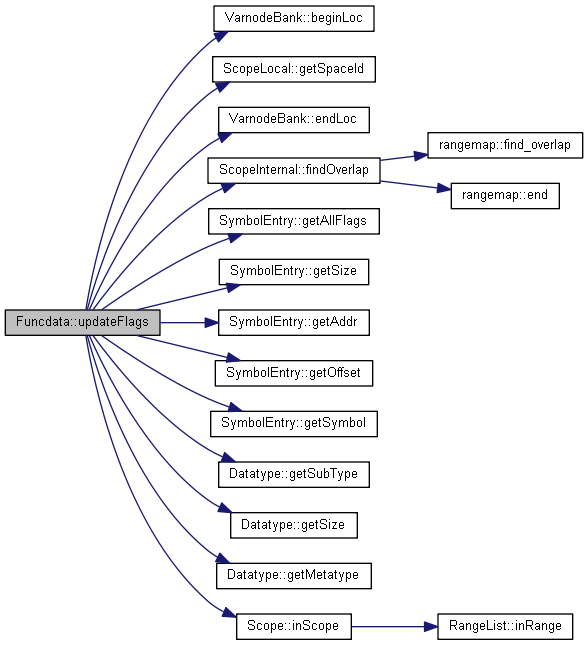 VarnodeBank::beginLoc
ScopeLocal::getSpaceId
VarnodeBank::endLoc
rangemap::find_overlap
ScopeInternal::findOverlap
rangemap::end
SymbolEntry::getAllFlags
SymbolEntry::getSize
Funcdata::updateFlags
SymbolEntry::getAddr
SymbolEntry::getOffset
SymbolEntry::getSymbol
Datatype::getSubType
Datatype::getSize
Datatype::getMetatype
Scope::inScope
RangeList::inRange